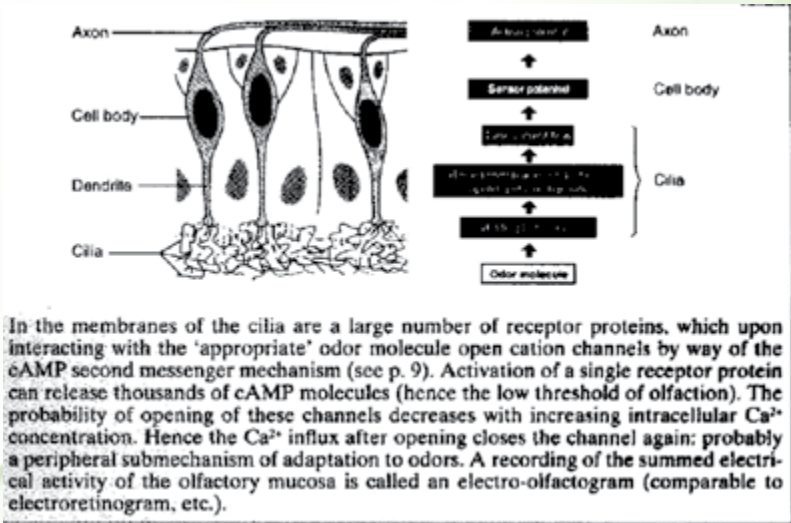 Axon
Cell body
Dendrite
Cilia
Axon
Sensor potential
Cell body
Cilia
Odor molecule
In the membranes of the cilia are a large number of receptor proteins, which upon
interacting with the 'appropriate' odor molecule open cation channels by way of the
cAMP second messenger mechanism (see p. 9). Activation of a single receptor protein
can release thousands of cAMP molecules (hence the low threshold of olfaction). The
probability of opening of these channels decreases with increasing intracellular Ca²⁺
concentration. Hence the Ca²⁺ influx after opening closes the channel again; probably
a peripheral submechanism of adaptation to odors. A recording of the summed electri-
cal activity of the olfactory mucosa is called an electro-olfactogram (comparable to
electroretinogram, etc.).